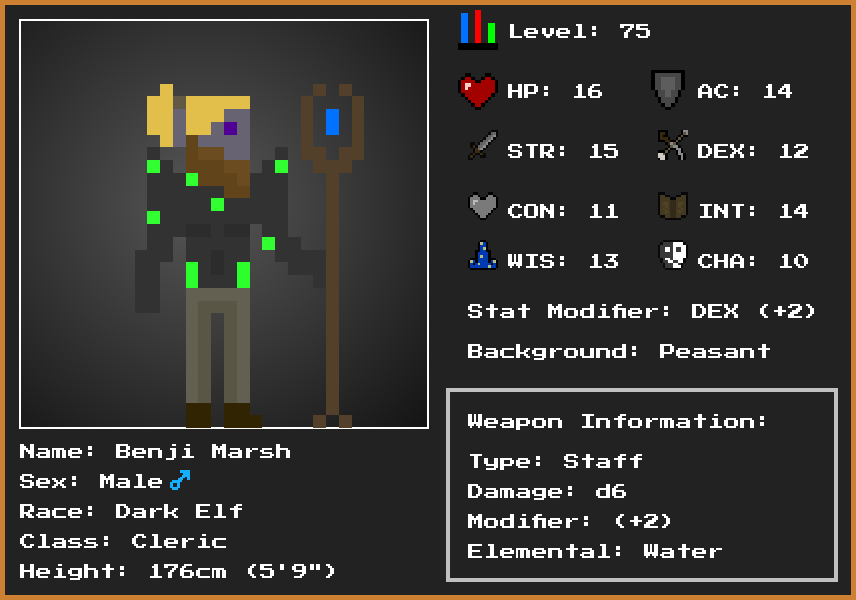 Level: 75
HP: 16
AC: 14
STR: 15
DEX: 12
CON: 11
INT: 14
WIS: 13
CHA: 10
Stat Modifier: DEX (+2)
Background: Peasant
Weapon Information:
Type: Staff
Damage: d6
Modifier: (+2)
Elemental: Water
Name: Benji Marsh
Sex: Male♂
Race: Dark Elf
Class: Cleric
Height: 176cm (5'9")